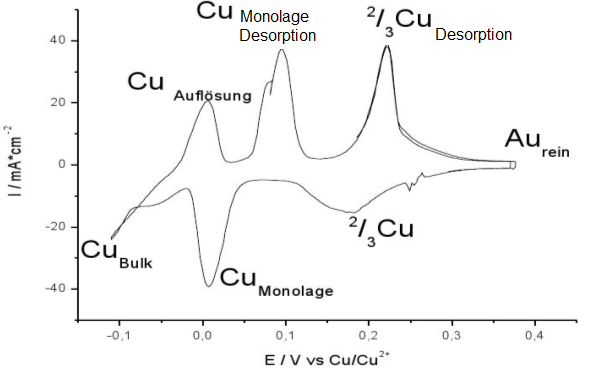 Cu Monolage
Desorption
²/₃Cu Desorption
Cu Auflösung
Au rein
Cu Bulk
²/₃Cu
Cu Monolage
I / mA*cm⁻²
40
20
0
-20
-40
-0,1 0,0 0,1 0,2 0,3 0,4
E / V vs Cu/Cu²⁺